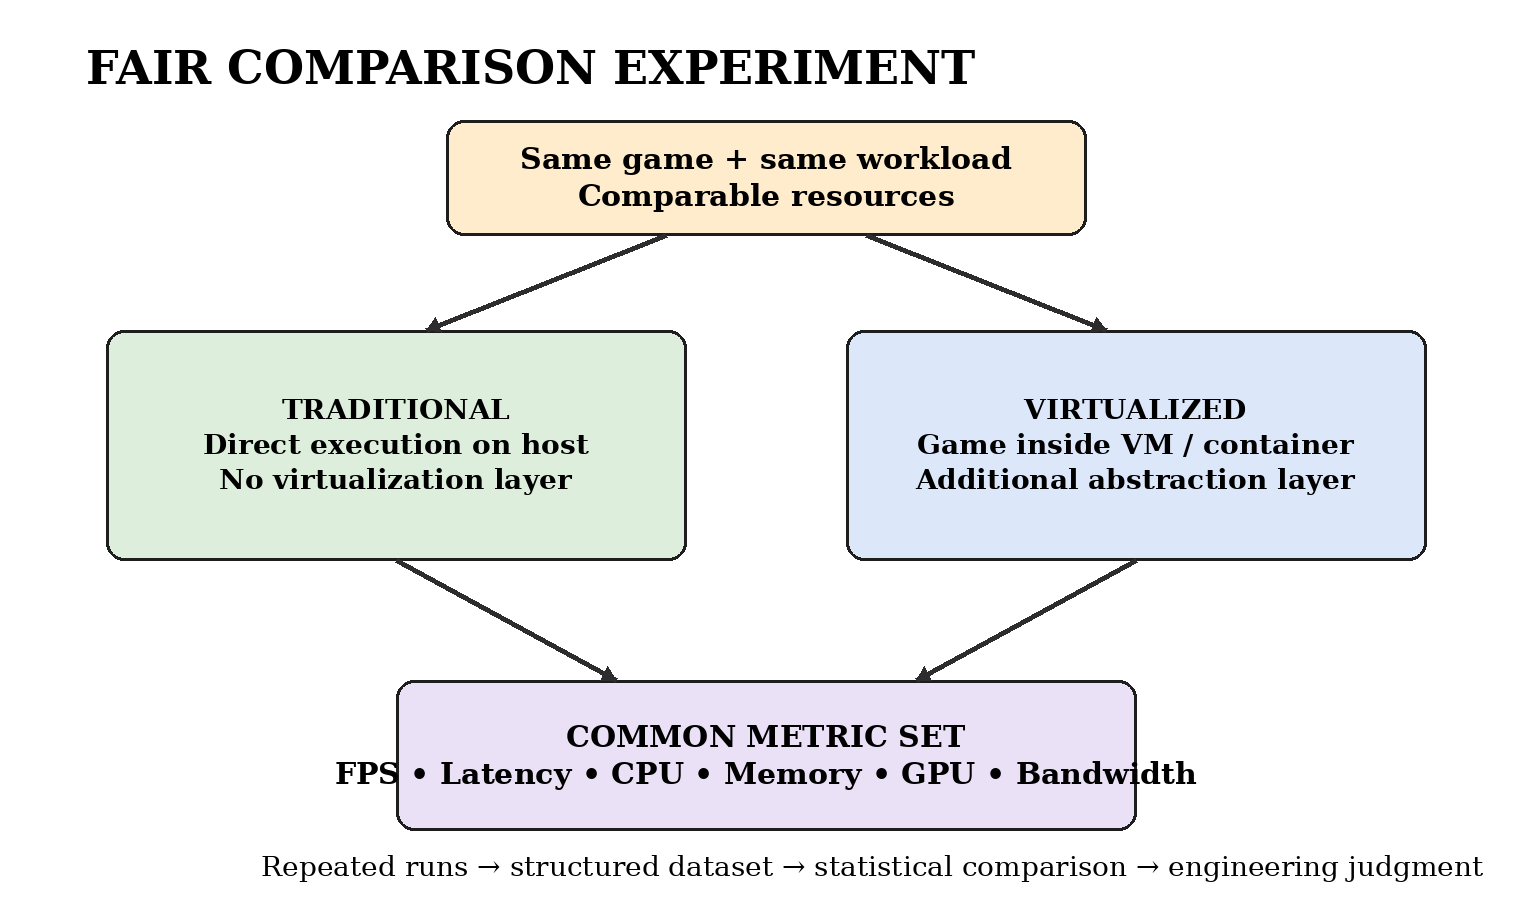 FAIR COMPARISON EXPERIMENT
Same game + same workload
Comparable resources
TRADITIONAL
Direct execution on host
No virtualization layer
VIRTUALIZED
Game inside VM / container
Additional abstraction layer
COMMON METRIC SET
FPS • Latency • CPU • Memory • GPU • Bandwidth
Repeated runs → structured dataset → statistical comparison → engineering judgment